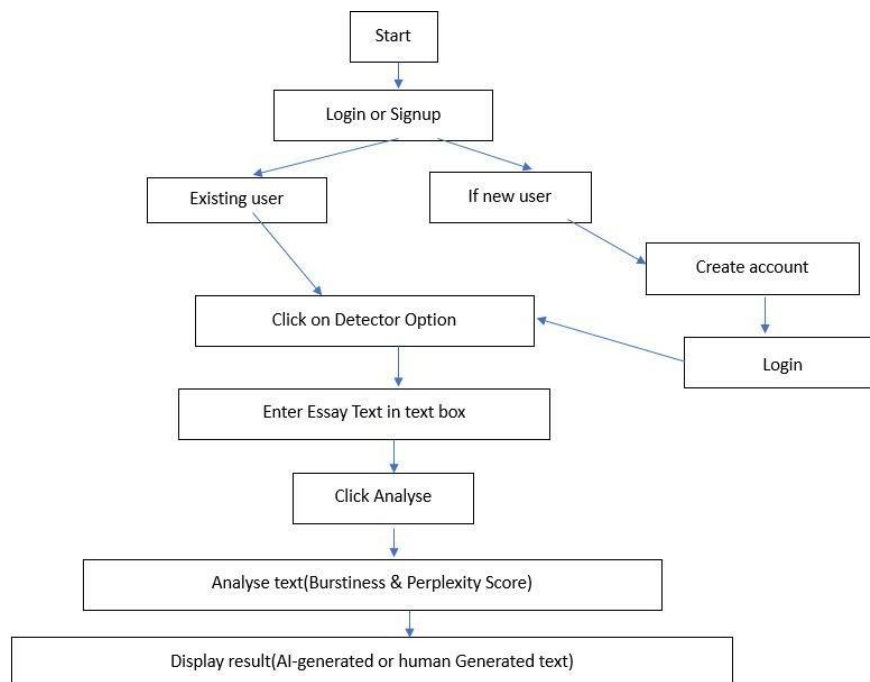 Start
Login or Signup
Existing user
If new user
Create account
Click on Detector Option
Login
Enter Essay Text in text box
Click Analyse
Analyse text(Burstiness & Perplexity Score)
Display result(AI-generated or human Generated text)